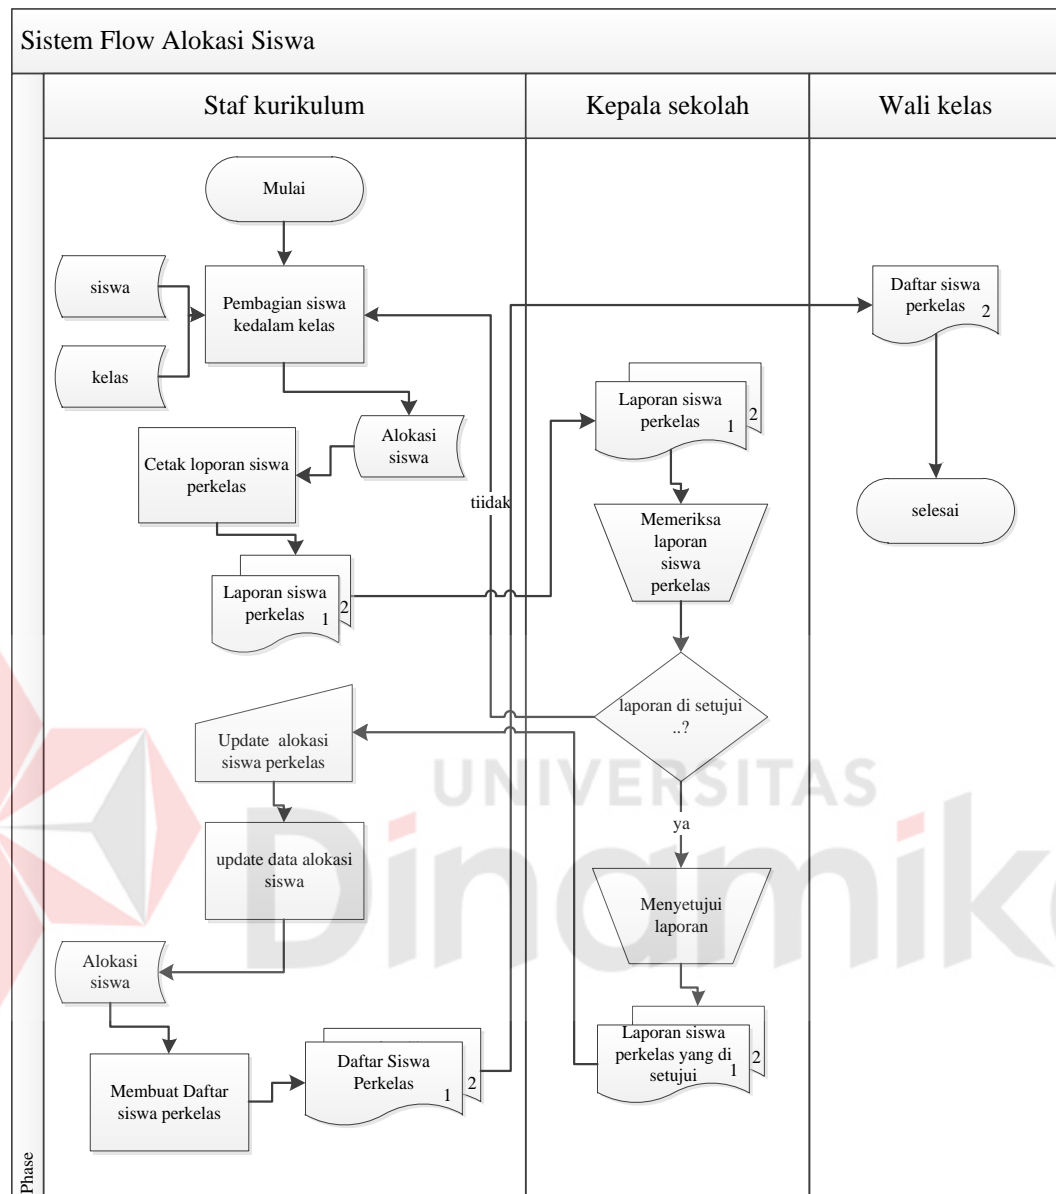 Sistem Flow Alokasi Siswa
Staf kurikulum
Kepala sekolah
Wali kelas
Mulai
siswa
kelas
Pembagian siswa
kedalam kelas
Alokasi
siswa
Cetak loporan siswa
perkelas
Laporan siswa
perkelas
1
2
tiidak
Update alokasi
siswa perkelas
update data alokasi
siswa
Alokasi
siswa
Membuat Daftar
siswa perkelas
Daftar Siswa
Perkelas
1
2
Laporan siswa
perkelas
1
2
Memeriksa
laporan
siswa
perkelas
laporan di setujui
..?
ya
Menyetujui
laporan
Laporan siswa
perkelas yang di
setujui
1
2
Daftar siswa
perkelas
2
selesai
Phase
UNIVERSITAS
Dinamika